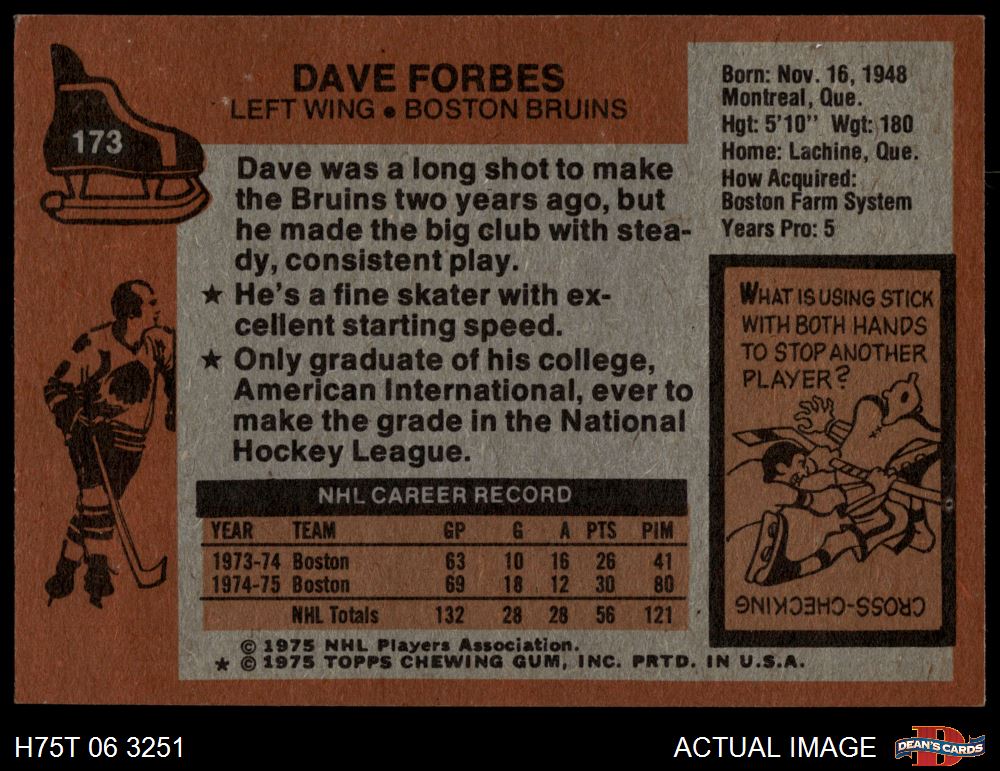 173
DAVE FORBES
LEFT WING • BOSTON BRUINS
Dave was a long shot to make
the Bruins two years ago, but
he made the big club with stea-
dy, consistent play.
★ He's a fine skater with ex-
cellent starting speed.
★ Only graduate of his college,
American International, ever to
make the grade in the National
Hockey League.
Born: Nov. 16, 1948
Montreal, Que.
Hgt: 5'10" Wgt: 180
Home: Lachine, Que.
How Acquired:
Boston Farm System
Years Pro: 5
WHAT IS USING STICK
WITH BOTH HANDS
TO STOP ANOTHER
PLAYER?
CROSS-CHECKING
NHL CAREER RECORD
YEAR TEAM GP G A PTS PIM
1973-74 Boston 63 10 16 26 41
1974-75 Boston 69 18 12 30 80
NHL Totals 132 28 28 56 121
© 1975 NHL Players Association.
★ © 1975 TOPPS CHEWING GUM, INC. PRTD. IN U.S.A.
H75T 06 3251
ACTUAL IMAGE
D
DEAN'S CARDS